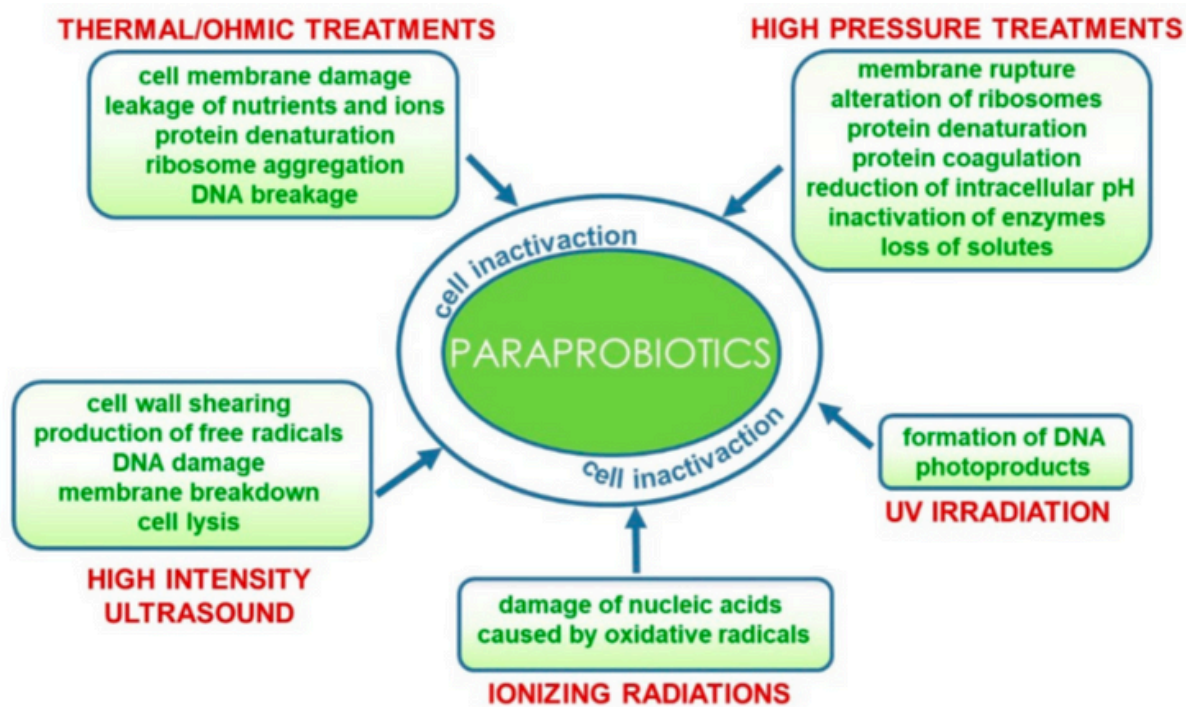 THERMAL/OHMIC TREATMENTS
cell membrane damage
leakage of nutrients and ions
protein denaturation
ribosome aggregation
DNA breakage
HIGH PRESSURE TREATMENTS
membrane rupture
alteration of ribosomes
protein denaturation
protein coagulation
reduction of intracellular pH
inactivation of enzymes
loss of solutes
cell inactivaction
PARAPROBIOTICS
cell inactivaction
cell wall shearing
production of free radicals
DNA damage
membrane breakdown
cell lysis
HIGH INTENSITY
ULTRASOUND
formation of DNA
photoproducts
UV IRRADIATION
damage of nucleic acids
caused by oxidative radicals
IONIZING RADIATIONS